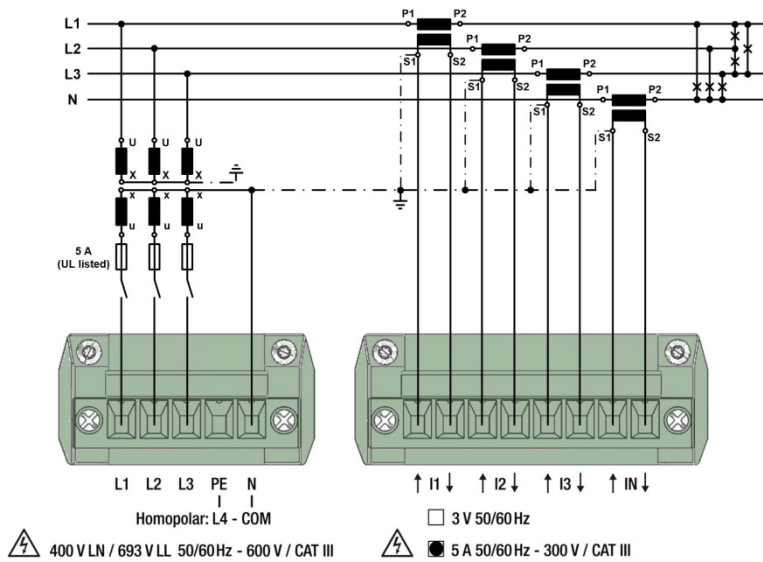 L1 P1 P2
L2 P1 P2
S1 S2
L3 P1 P2
S1 S2
N P1 P2
S1 S2
S1 S2
U U U
X X X
x x x
u u u
5 A
(UL listed)
L1 L2 L3 PE N
Homopolar: L4 - COM
400 V LN / 693 V LL 50/60 Hz - 600 V / CAT III
↑ I1 ↓ ↑ I2 ↓ ↑ I3 ↓ ↑ IN ↓
3 V 50/60 Hz
5 A 50/60 Hz - 300 V / CAT III